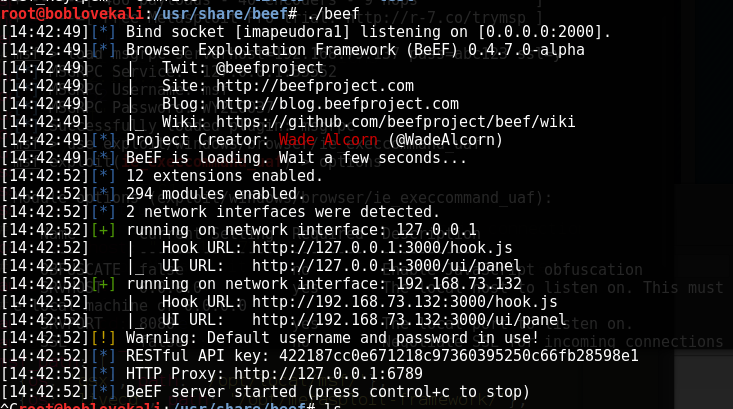 root@boblovekali:/usr/share/beef# ./beef
[14:42:49][*] Bind socket [imapeudora1] listening on [0.0.0.0:2000].
[14:42:49][*] Browser Exploitation Framework (BeEF) 0.4.7.0-alpha
[14:42:49]    |   Twit: @beefproject
[14:42:49]    |   Site: http://beefproject.com
[14:42:49]    |   Blog: http://blog.beefproject.com
[14:42:49]    |_  Wiki: https://github.com/beefproject/beef/wiki
[14:42:49][*] Project Creator: Wade Alcorn (@WadeAlcorn)
[14:42:49][*] BeEF is loading. Wait a few seconds...
[14:42:52][*] 12 extensions enabled.
[14:42:52][*] 294 modules enabled.
[14:42:52][*] 2 network interfaces were detected.
[14:42:52][+] running on network interface: 127.0.0.1
[14:42:52]    |   Hook URL: http://127.0.0.1:3000/hook.js
[14:42:52]    |_  UI URL:   http://127.0.0.1:3000/ui/panel
[14:42:52][+] running on network interface: 192.168.73.132
[14:42:52]    |   Hook URL: http://192.168.73.132:3000/hook.js
[14:42:52]    |_  UI URL:   http://192.168.73.132:3000/ui/panel
[14:42:52][!] Warning: Default username and password in use!
[14:42:52][*] RESTful API key: 422187cc0e671218c97360395250c66fb28598e1
[14:42:52][*] HTTP Proxy: http://127.0.0.1:6789
[14:42:52][*] BeEF server started (press control+c to stop)
^Croot@boblovekali:/usr/share/beef# ls